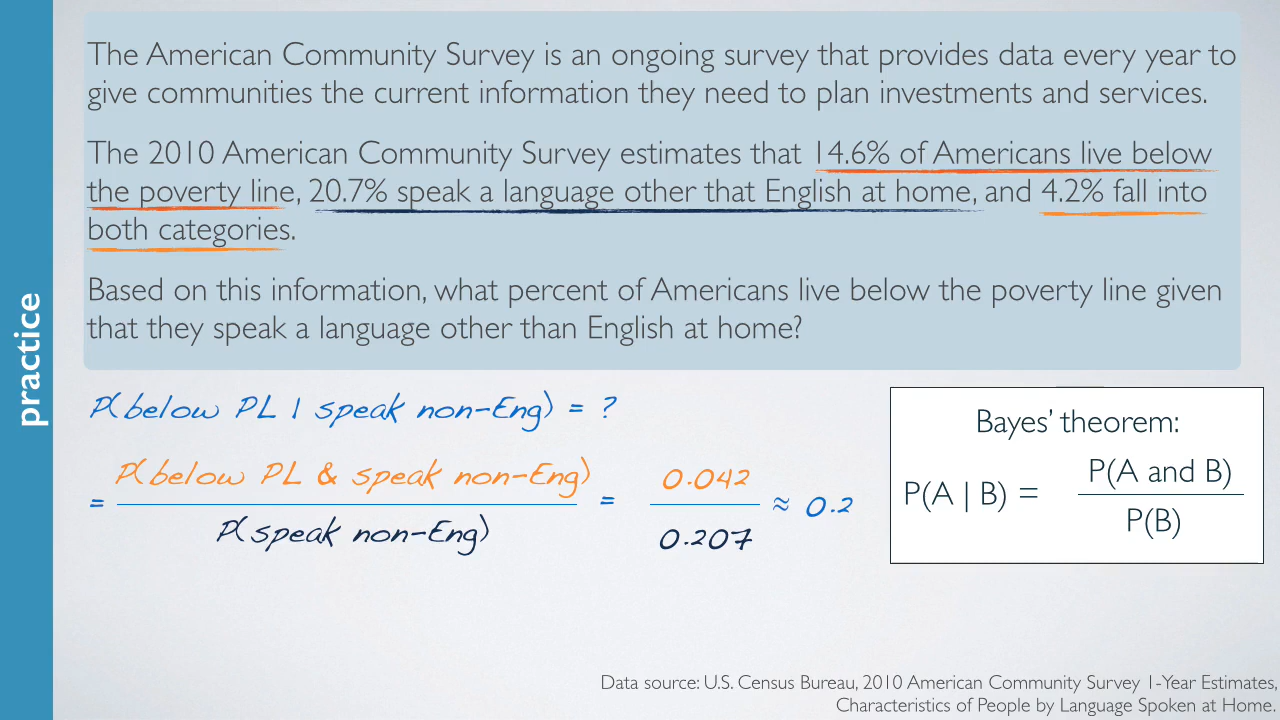 practice
The American Community Survey is an ongoing survey that provides data every year to
give communities the current information they need to plan investments and services.
The 2010 American Community Survey estimates that 14.6% of Americans live below
the poverty line, 20.7% speak a language other that English at home, and 4.2% fall into
both categories.
Based on this information, what percent of Americans live below the poverty line given
that they speak a language other than English at home?
P(below PL | speak non-Eng) = ?
= P(below PL & speak non-Eng) / P(speak non-Eng) = 0.042 / 0.207 ≈ 0.2
Bayes' theorem:
P(A | B) = P(A and B) / P(B)
Data source: U.S. Census Bureau, 2010 American Community Survey 1-Year Estimates,
Characteristics of People by Language Spoken at Home.